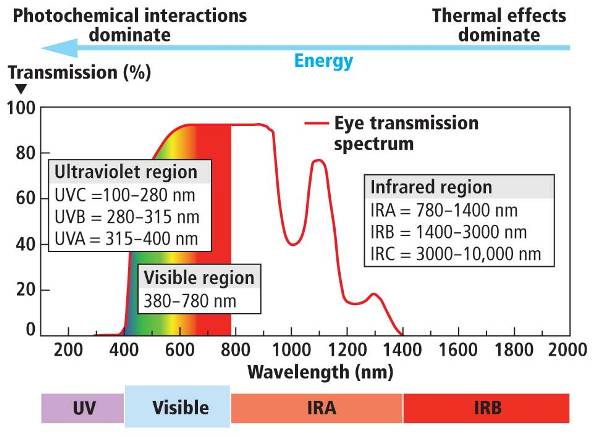 Photochemical interactions
dominate
Thermal effects
dominate
Energy
Transmission (%)
100
80
60
40
20
0
Eye transmission
spectrum
Ultraviolet region
UVC =100–280 nm
UVB = 280–315 nm
UVA = 315–400 nm
Visible region
380–780 nm
Infrared region
IRA = 780–1400 nm
IRB = 1400–3000 nm
IRC = 3000–10,000 nm
200 400 600 800 1000 1200 1400 1600 1800 2000
Wavelength (nm)
UV Visible IRA IRB